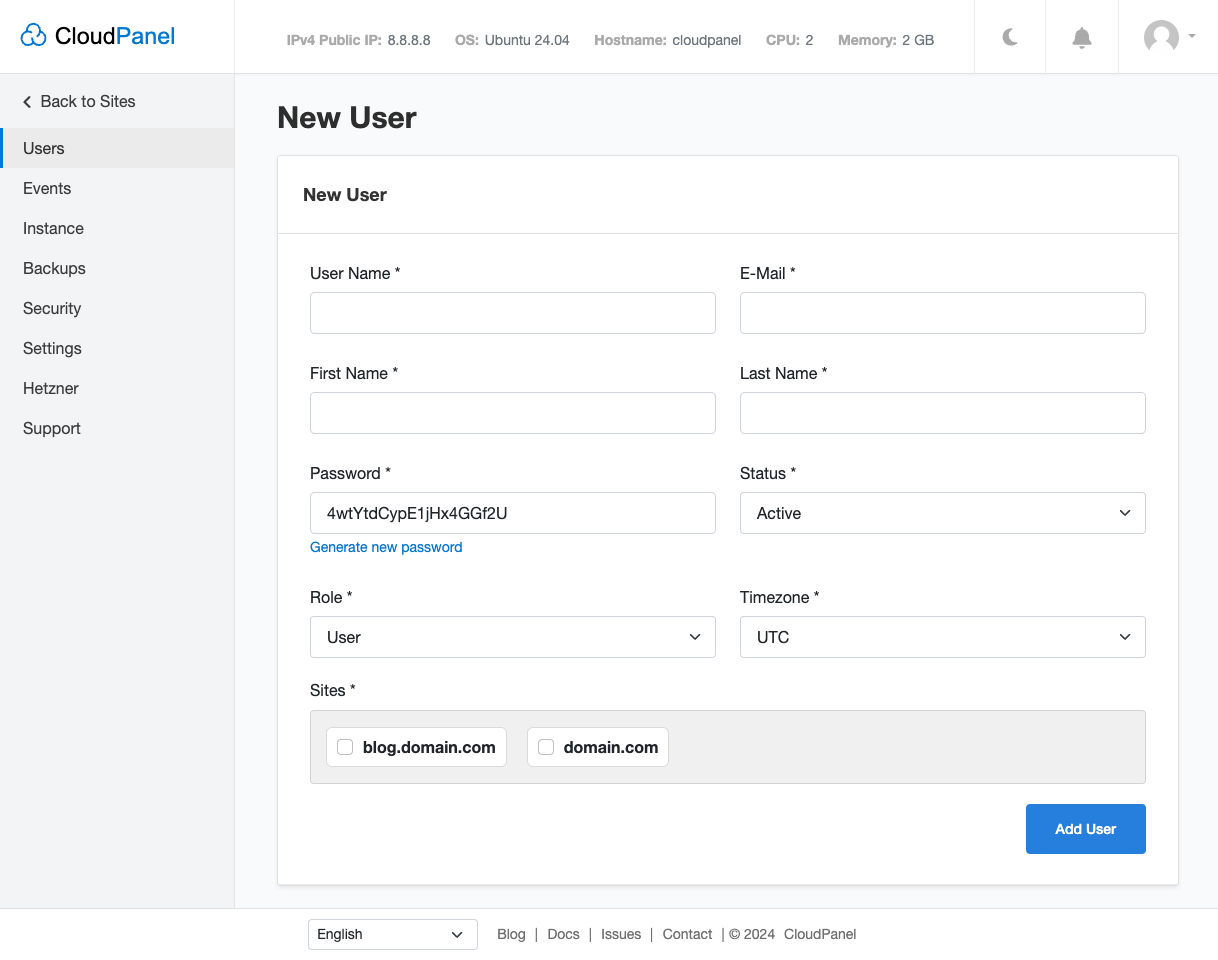 CloudPanel
IPv4 Public IP: 8.8.8.8 OS: Ubuntu 24.04 Hostname: cloudpanel CPU: 2 Memory: 2 GB
Back to Sites
Users
Events
Instance
Backups
Security
Settings
Hetzner
Support
New User
New User
User Name *
E-Mail *
First Name *
Last Name *
Password *
4wtYtdCypE1jHx4GGf2U
Generate new password
Status *
Active
Role *
User
Timezone *
UTC
Sites *
blog.domain.com
domain.com
Add User
English
Blog | Docs | Issues | Contact | © 2024 CloudPanel